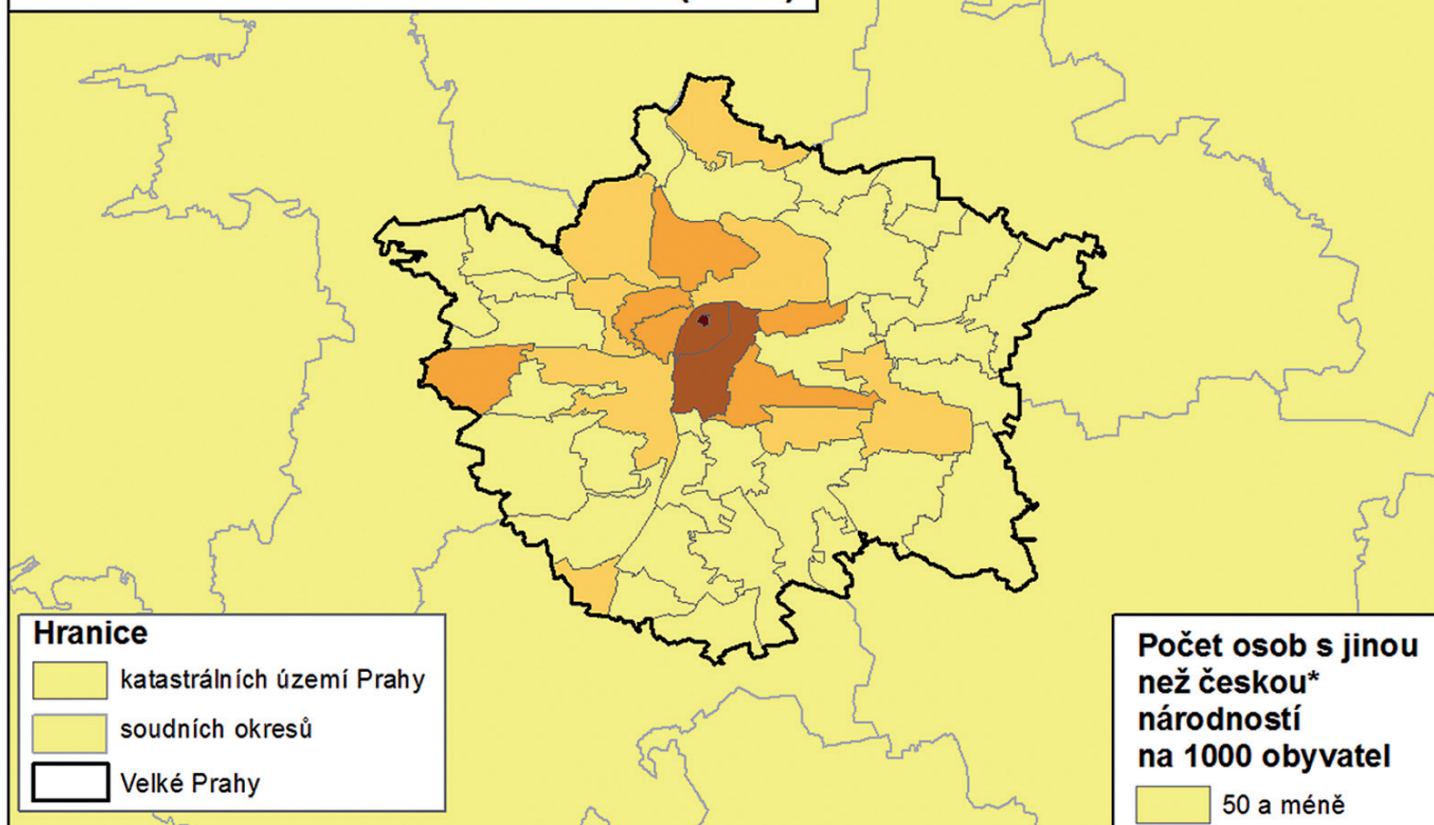 Hranice
katastrálních území Prahy
soudních okresů
Velké Prahy
Počet osob s jinou
než českou*
národností
na 1000 obyvatel
50 a méně